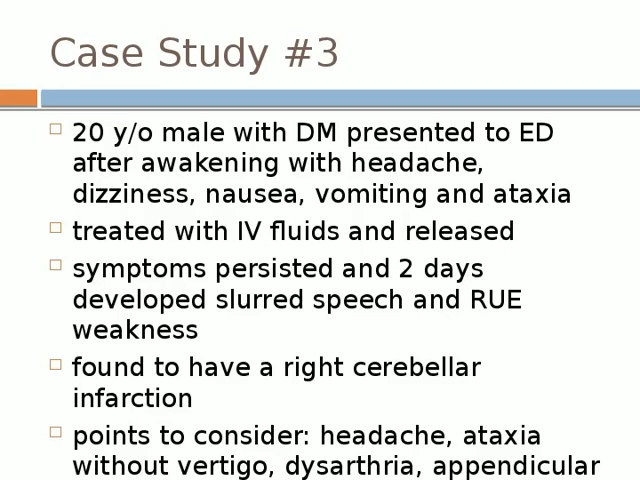 Case Study #3
20 y/o male with DM presented to ED
after awakening with headache,
dizziness, nausea, vomiting and ataxia
treated with IV fluids and released
symptoms persisted and 2 days
developed slurred speech and RUE
weakness
found to have a right cerebellar
infarction
points to consider: headache, ataxia
without vertigo, dysarthria, appendicular